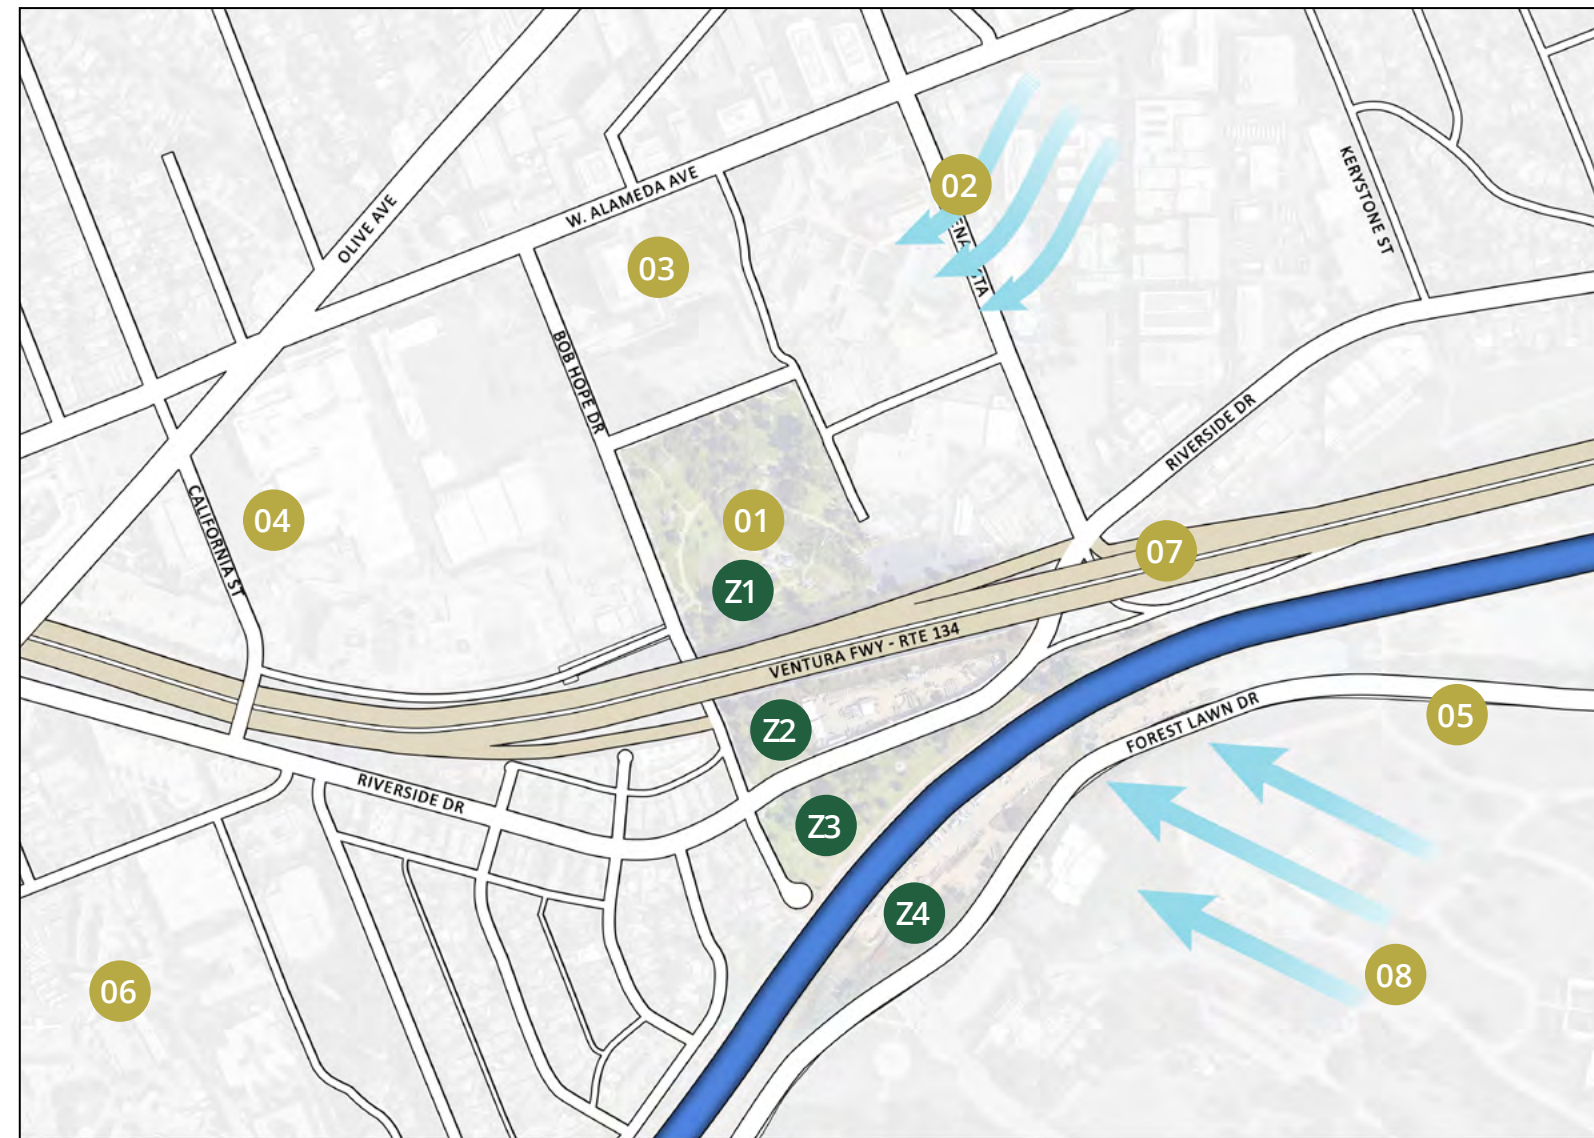 02
KERYSTONE ST
W. ALAMEDA AVE
OLIVE AVE
03
BOB HOPE DR
RIVERSIDE DR
CALIFORNIA ST
04
01
07
Z1
VENTURA FWY - RTE 134
Z2
FOREST LAWN DR
05
RIVERSIDE DR
Z3
Z4
06
08